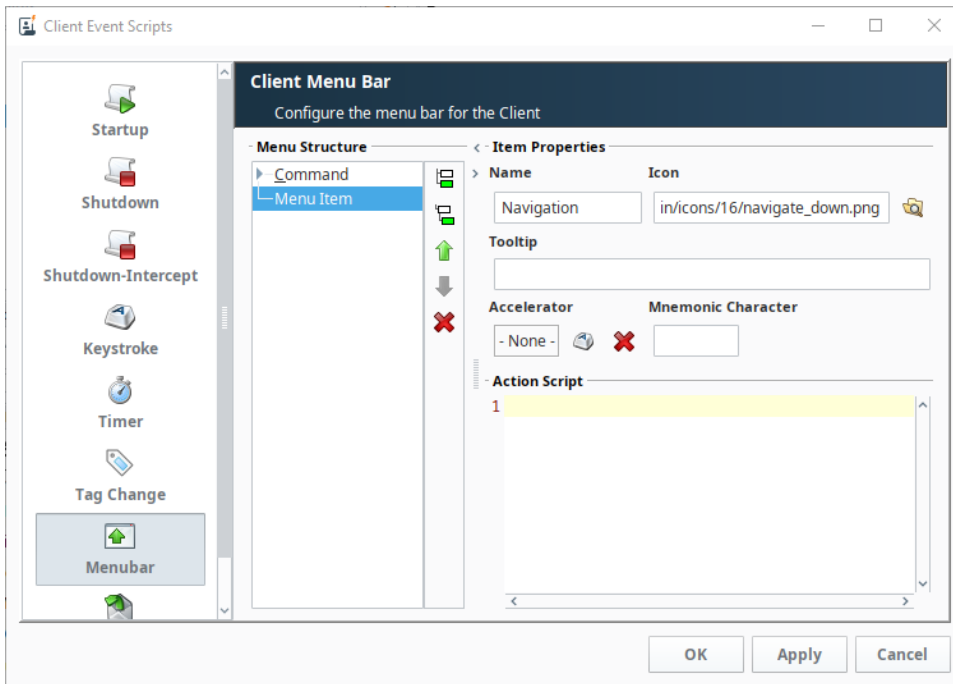 Client Event Scripts
Startup
Shutdown
Shutdown-Intercept
Keystroke
Timer
Tag Change
Menubar
Client Menu Bar
Configure the menu bar for the Client
Menu Structure
Command
Menu Item
Item Properties
Name Icon
Navigation in/icons/16/navigate_down.png
Tooltip
Accelerator Mnemonic Character
- None -
Action Script
1
OK Apply Cancel